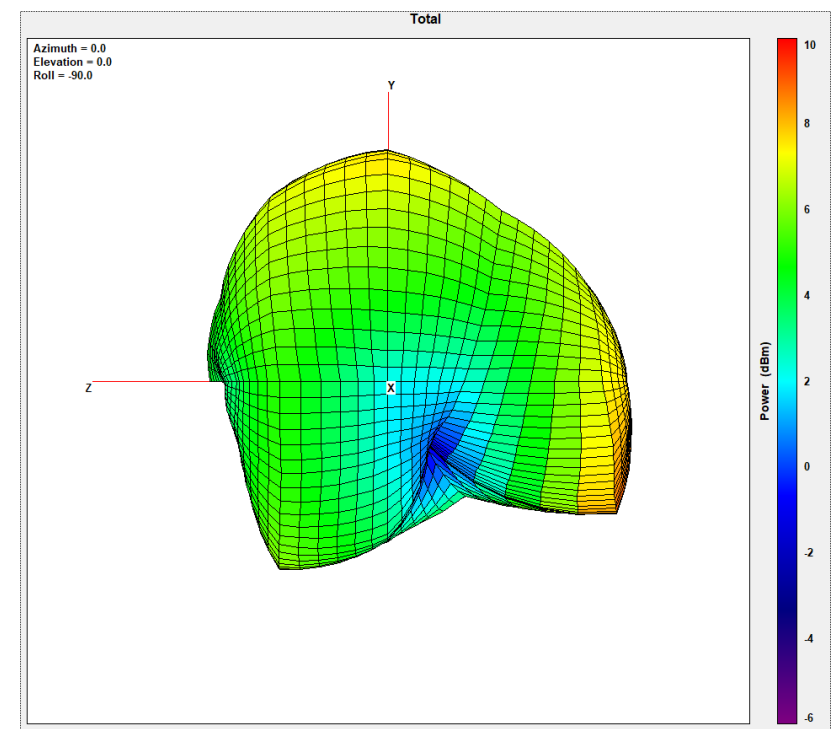 Total
Azimuth = 0.0
Elevation = 0.0
Roll = -90.0
Y
Z
X
10
8
6
4
2
0
-2
-4
-6
Power (dBm)